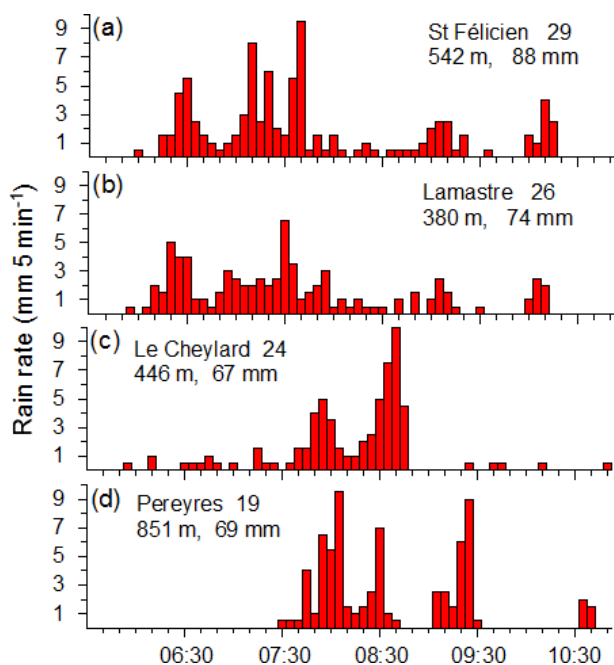 (a)
St Félicien 29
542 m, 88 mm
9
7
5
3
1
(b)
Lamastre 26
380 m, 74 mm
9
7
5
3
1
Rain rate (mm 5 min⁻¹)
(c)
Le Cheylard 24
446 m, 67 mm
9
7
5
3
1
(d)
Pereyres 19
851 m, 69 mm
9
7
5
3
1
06:30 07:30 08:30 09:30 10:30